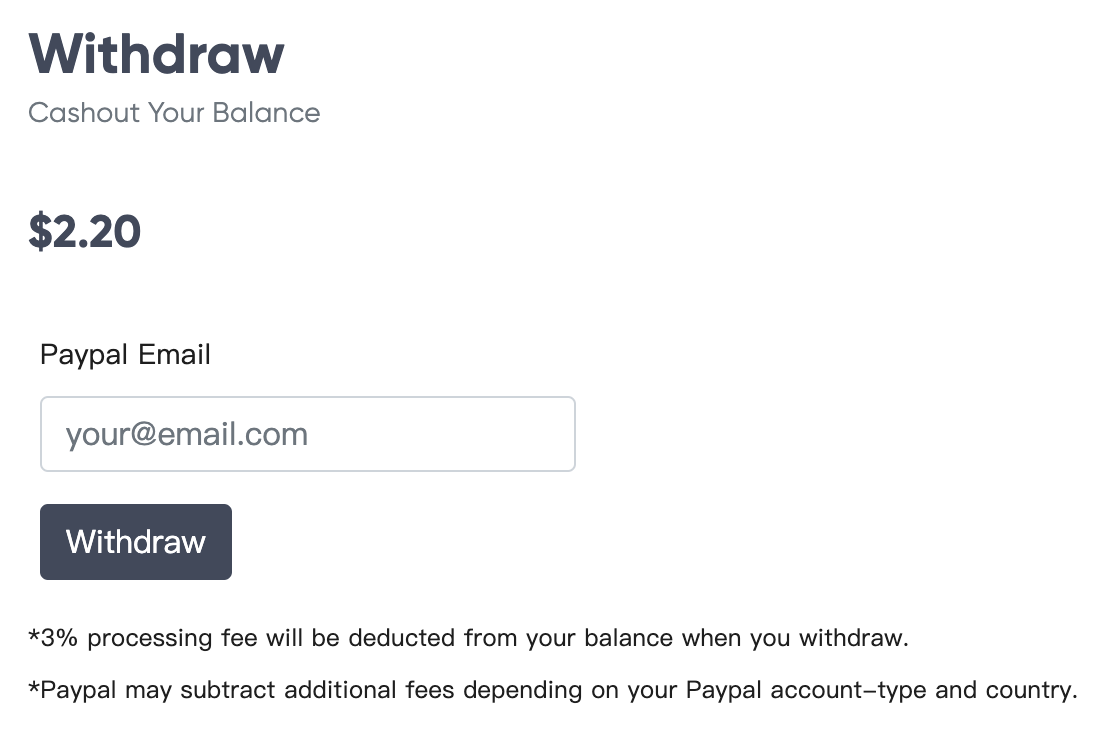 Withdraw
Cashout Your Balance
$2.20
Paypal Email
your@email.com
Withdraw
*3% processing fee will be deducted from your balance when you withdraw.
*Paypal may subtract additional fees depending on your Paypal account-type and country.